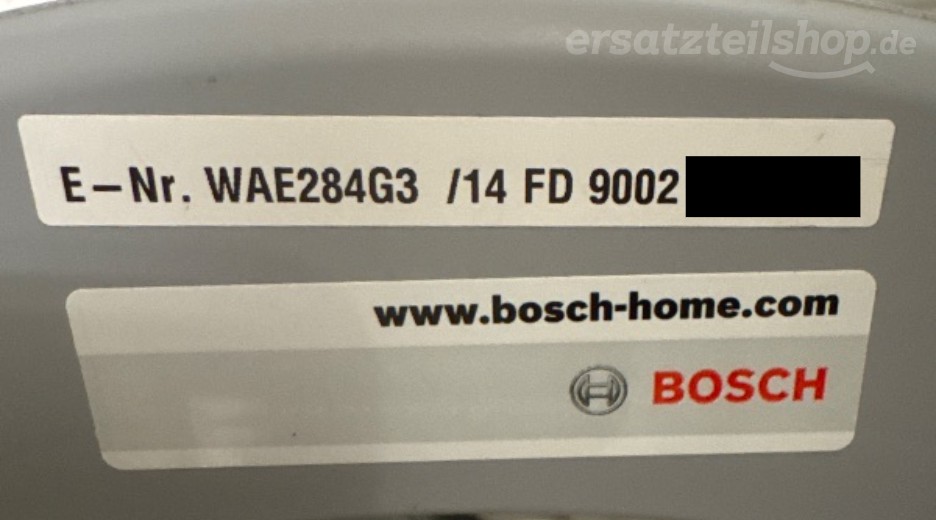 ersatzteilshop.de
E-Nr. WAE284G3 /14 FD 9002
www.bosch-home.com
BOSCH